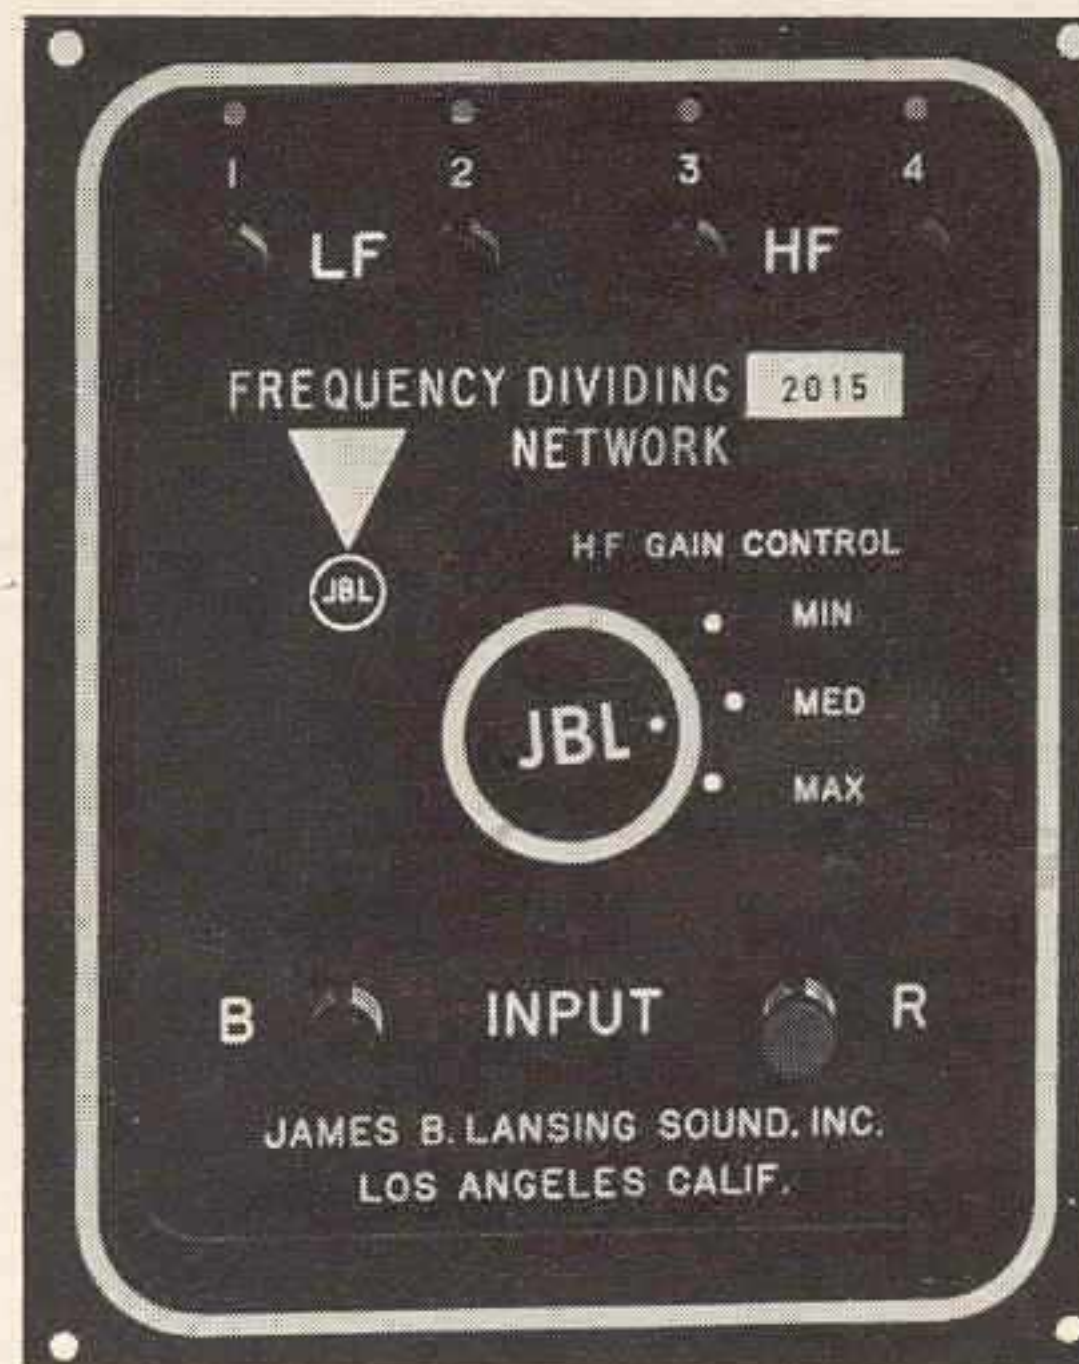 1 2 3 4
LF HF
FREQUENCY DIVIDING 2015
NETWORK
H.F GAIN CONTROL
JBL
MIN
JBL
MED
MAX
B INPUT R
JAMES B. LANSING SOUND. INC.
LOS ANGELES CALIF.